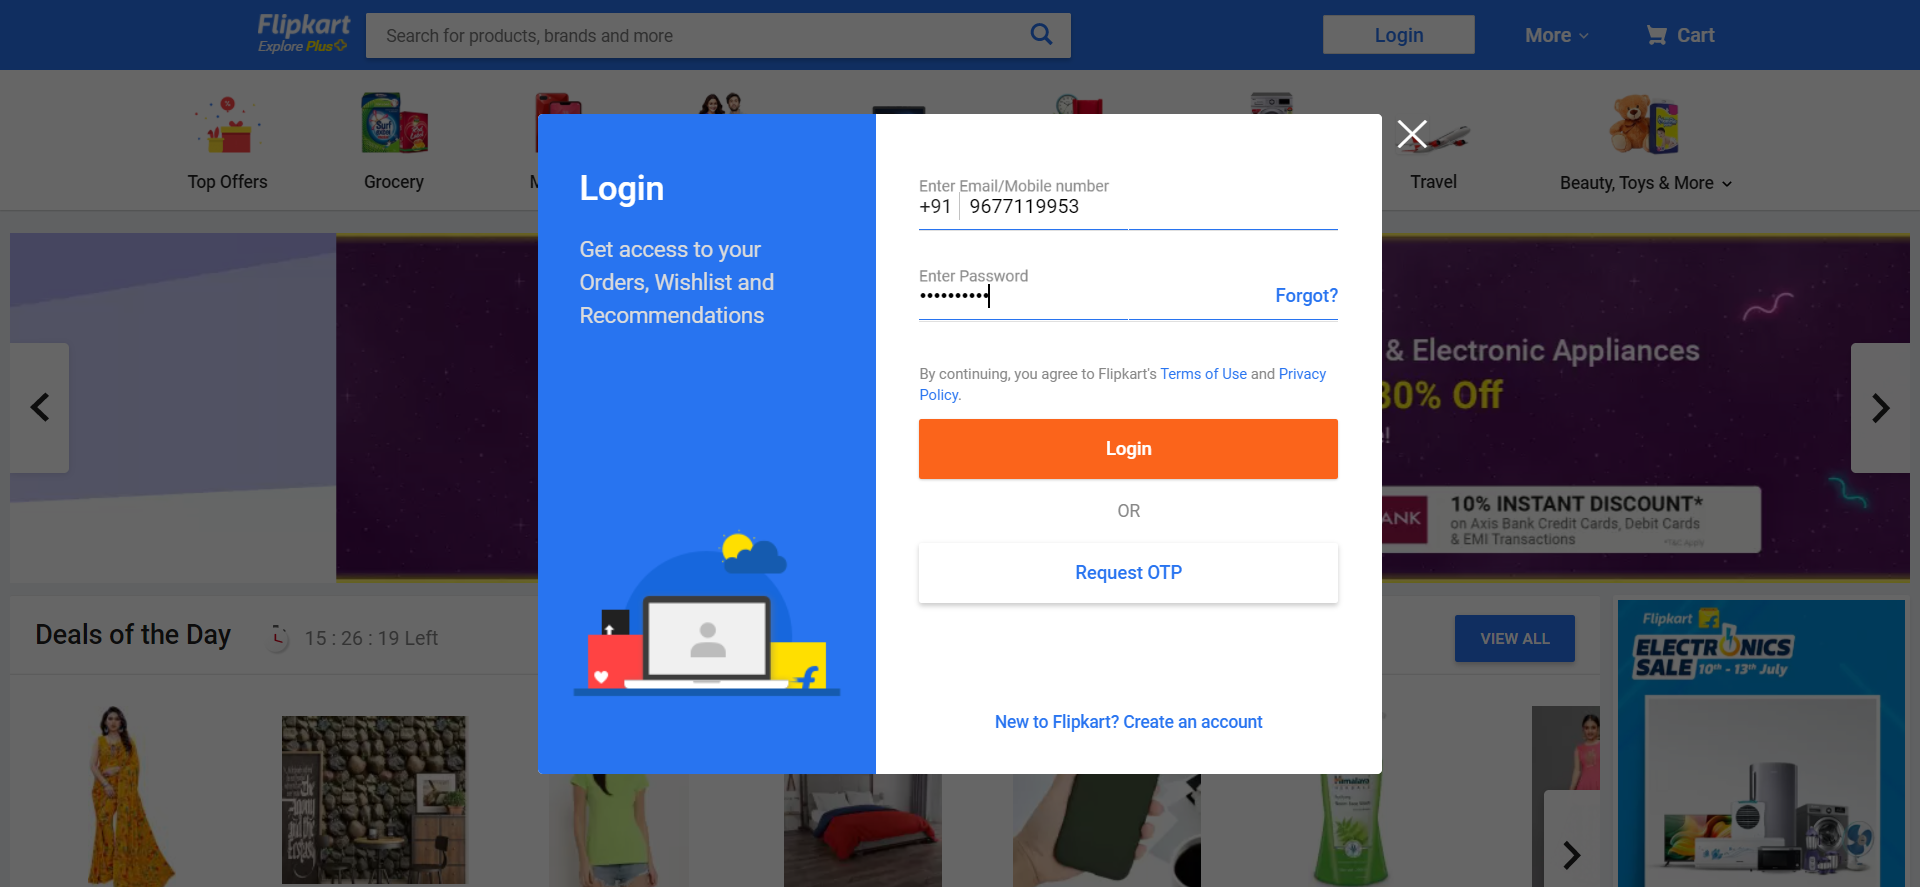 Flipkart
Explore Plus
Search for products, brands and more
Login
More
Cart
Top Offers
Grocery
Travel
Beauty, Toys & More
Login
Get access to your
Orders, Wishlist and
Recommendations
Enter Email/Mobile number
+91 9677119953
Enter Password
••••••••••
Forgot?
By continuing, you agree to Flipkart's Terms of Use and Privacy
Policy.
Login
OR
Request OTP
New to Flipkart? Create an account
& Electronic Appliances
80% Off
10% INSTANT DISCOUNT*
on Axis Bank Credit Cards, Debit Cards
& EMI Transactions
*T&C Apply
Deals of the Day
15 : 26 : 19 Left
VIEW ALL
Flipkart
ELECTRONICS
SALE 10th - 13th July